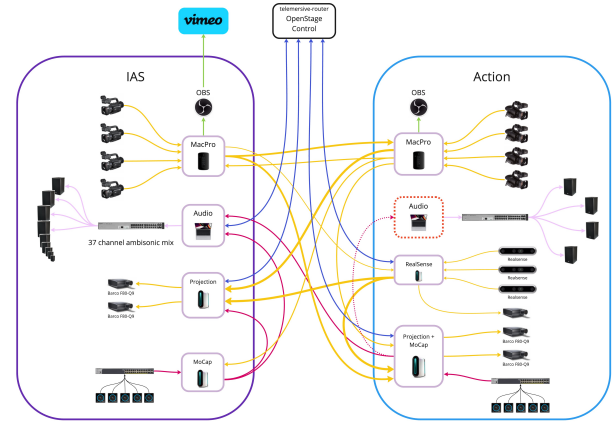 vimeo
telemersive-router
OpenStage
Control
IAS
Action
OBS
OBS
MacPro
MacPro
Audio
Audio
37 channel ambisonic mix
Projection
RealSense
Realsense
Realsense
Realsense
Barco F80-Q9
Barco F80-Q9
Projection +
MoCap
Barco F80-Q9
Barco F80-Q9
MoCap